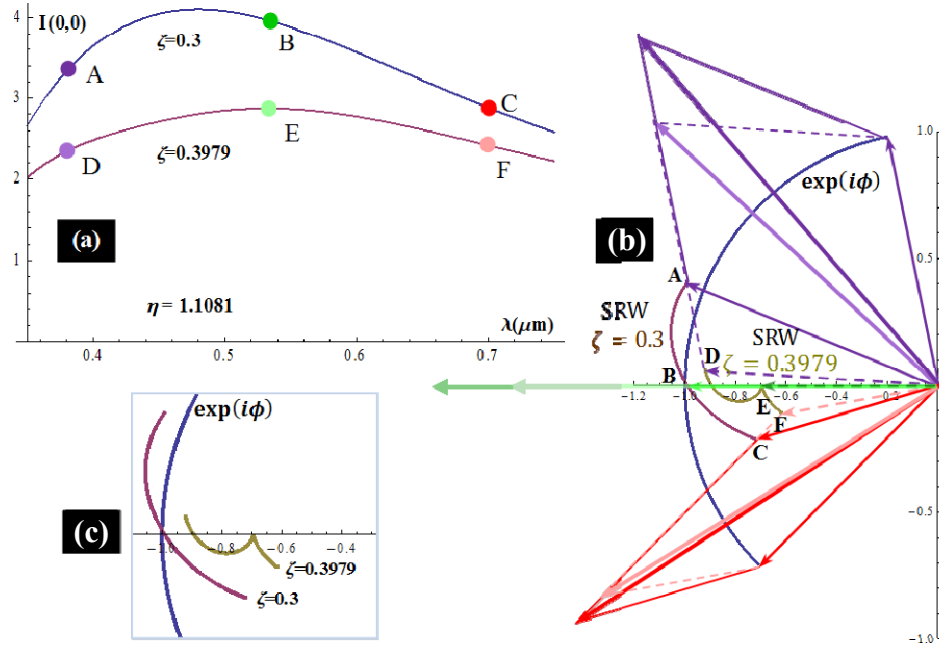 4
I(0,0)
ζ=0.3
B
3
A
C
E
2
D
ζ=0.3979
F
(a)
1
η = 1.1081
λ(μm)
0.4
0.5
0.6
0.7
1.0
exp(iϕ)
(b)
0.5
A
SRW
ζ = 0.3
SRW
D
ζ = 0.3979
B
-1.0
-0.8
-0.6
-0.4
-0.2
E
F
C
-0.5
-1.0
exp(iϕ)
(c)
-1.0
-0.8
-0.6
-0.4
ζ=0.3979
ζ=0.3